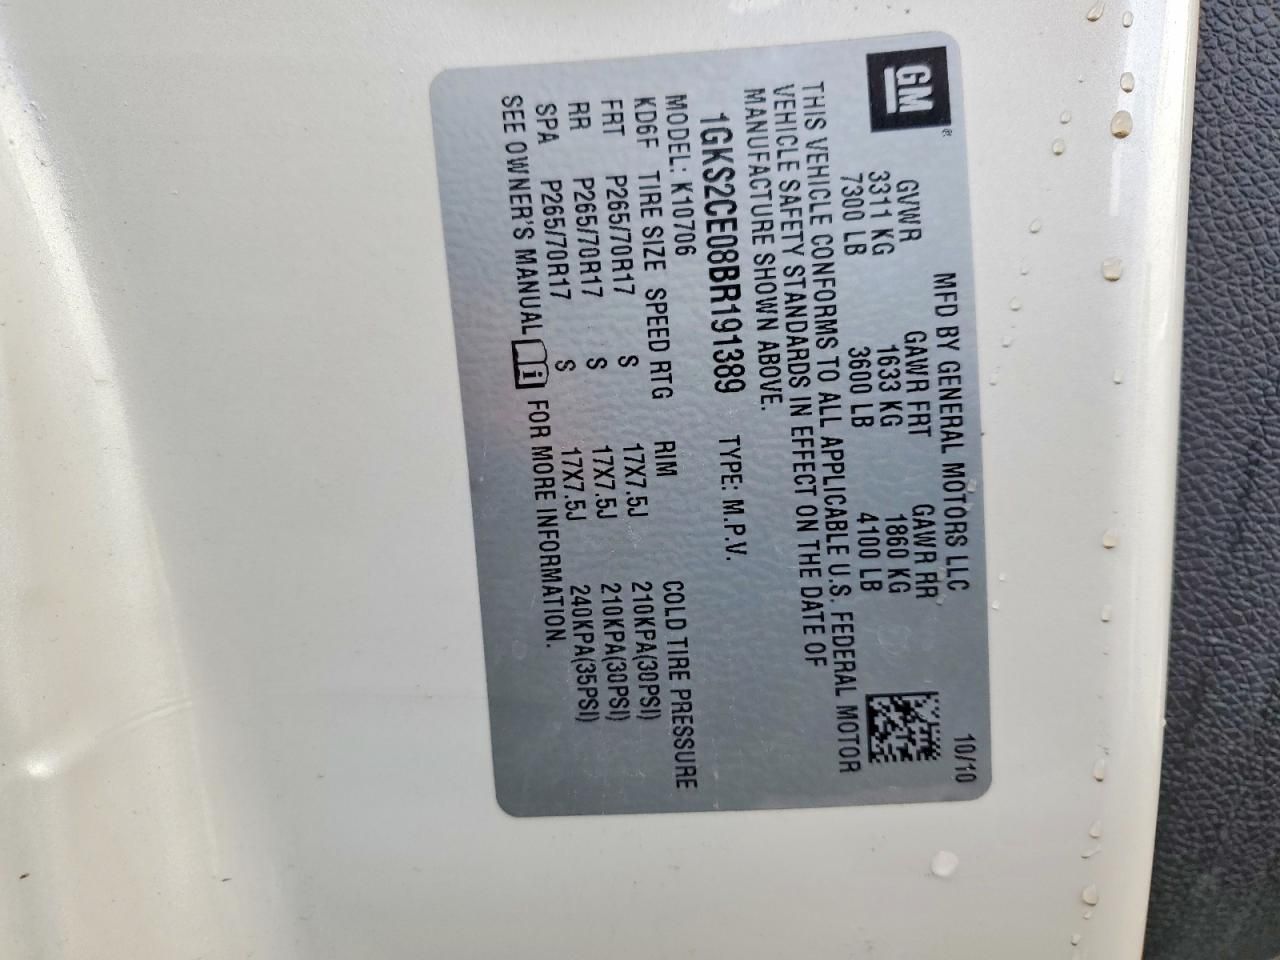 GM®
MFD BY GENERAL MOTORS LLC 10/10
GVWR GAWR FRT GAWR RR
3311 KG 1633 KG 1860 KG
7300 LB 3600 LB 4100 LB
THIS VEHICLE CONFORMS TO ALL APPLICABLE U.S. FEDERAL MOTOR
VEHICLE SAFETY STANDARDS IN EFFECT ON THE DATE OF
MANUFACTURE SHOWN ABOVE.
1GKS2CE08BR191389 TYPE: M.P.V.
MODEL: K10706
KD6F TIRE SIZE SPEED RTG RIM COLD TIRE PRESSURE
FRT P265/70R17 S 17X7.5J 210KPA(30PSI)
RR P265/70R17 S 17X7.5J 210KPA(30PSI)
SPA P265/70R17 S 17X7.5J 240KPA(35PSI)
SEE OWNER'S MANUAL i FOR MORE INFORMATION.